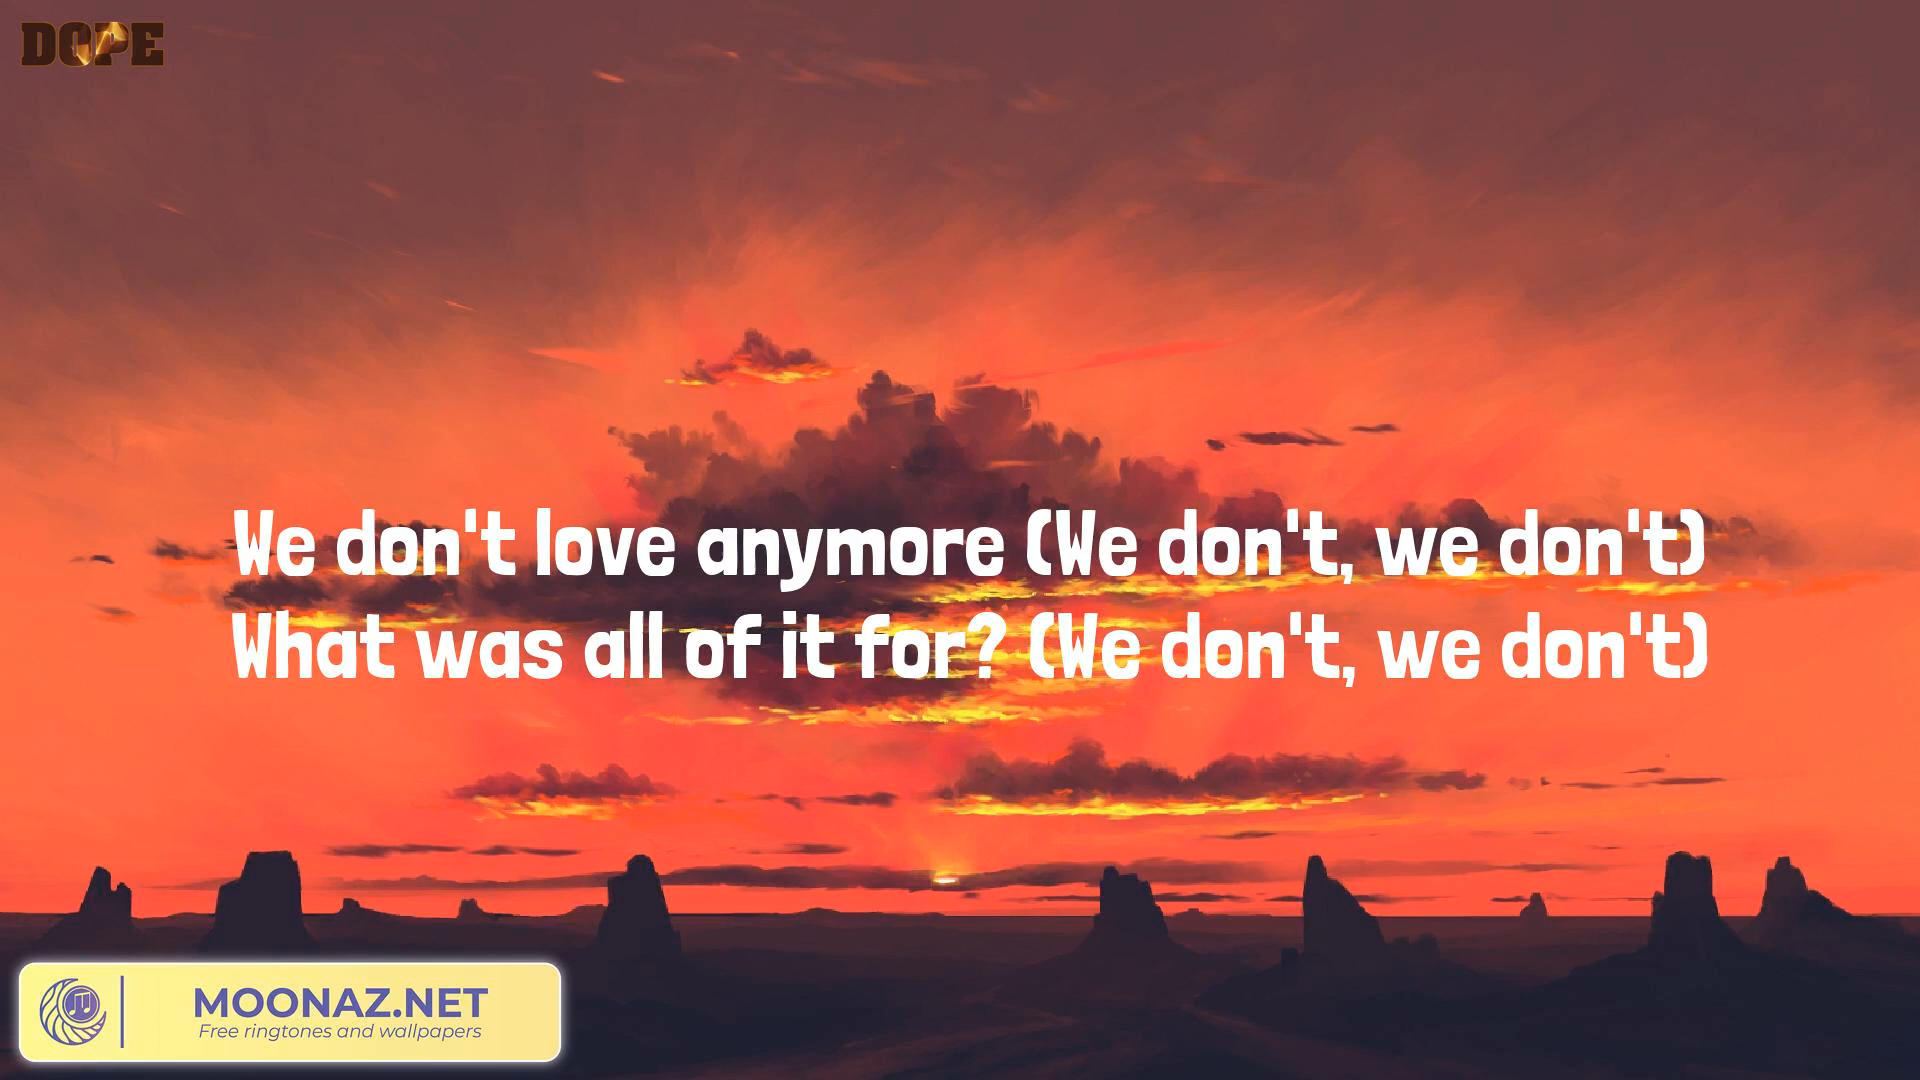 DOPE
We don't love anymore (We don't, we don't)
What was all of it for? (We don't, we don't)
MOONAZ.NET
Free ringtones and wallpapers